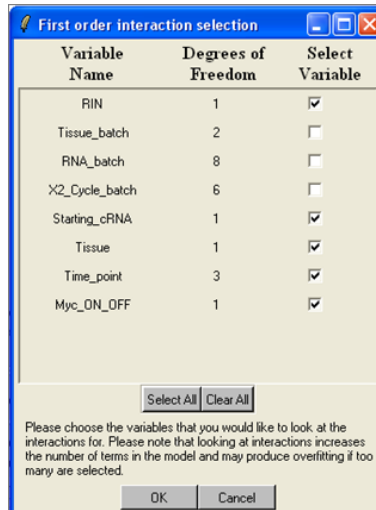 First order interaction selection
Variable Name Degrees of Freedom Select Variable
RIN 1
Tissue_batch 2
RNA_batch 8
X2_Cycle_batch 6
Starting_cRNA 1
Tissue 1
Time_point 3
Myc_ON_OFF 1
Select All Clear All
Please choose the variables that you would like to look at the
interactions for. Please note that looking at interactions increases
the number of terms in the model and may produce overfitting if too
many are selected.
OK Cancel